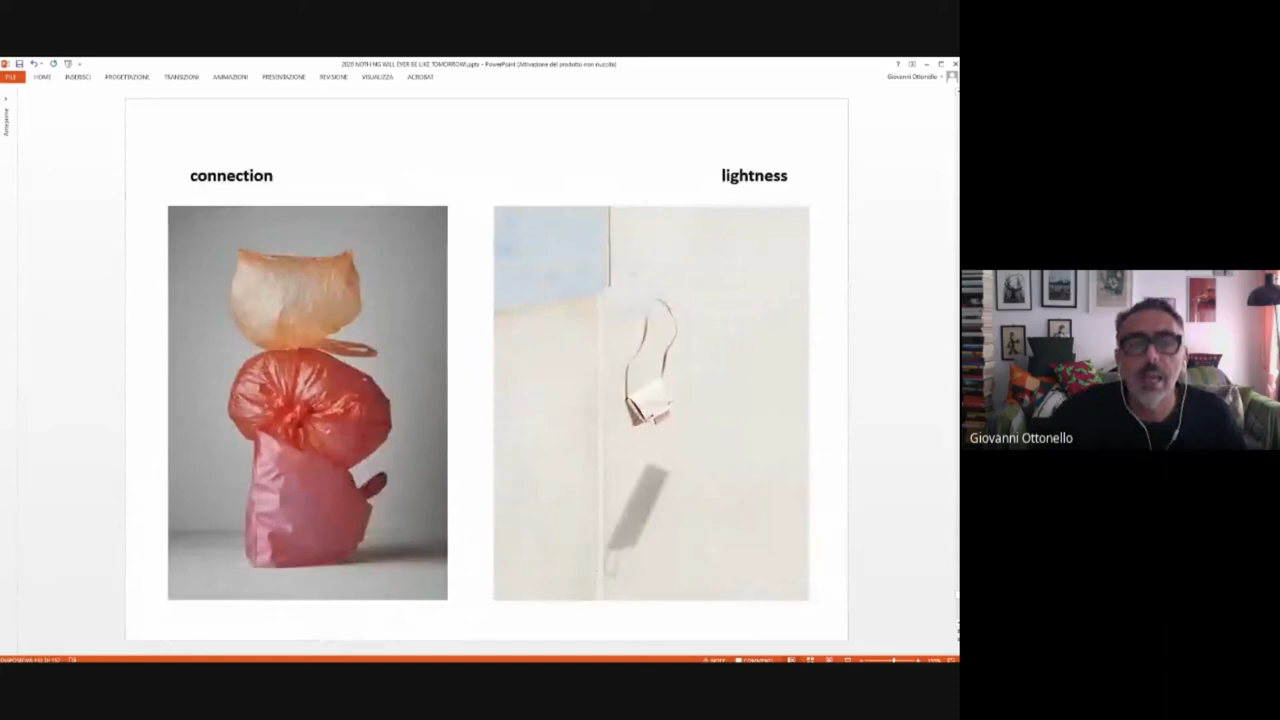 2020 NOTHING WILL EVER BE LIKE TOMORROW.pptx - PowerPoint (Attivazione del prodotto non riuscita)
FILE HOME INSERISCI PROGETTAZIONE TRANSIZIONI ANIMAZIONI PRESENTAZIONE REVISIONE VISUALIZZA ACROBAT
Giovanni Ottonello
Anteprime
connection
lightness
Giovanni Ottonello
NOTE COMMENTI